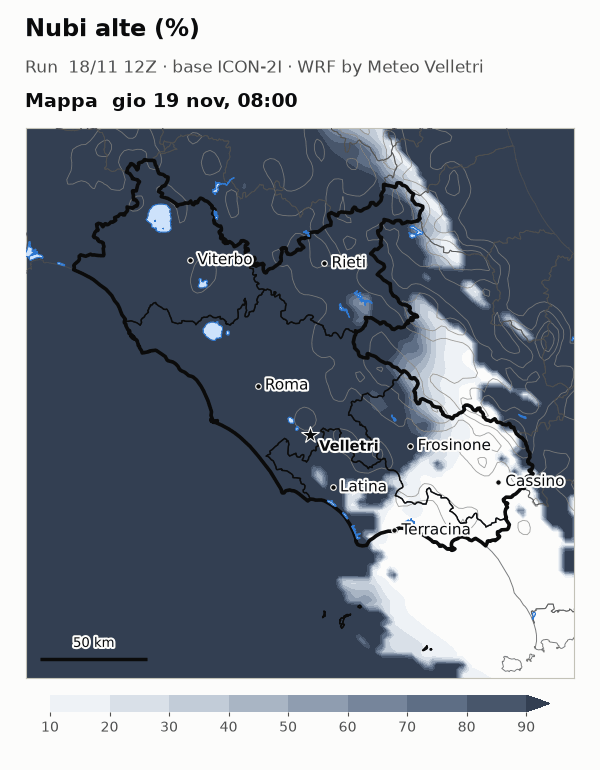 Nubi alte (%)
Run  18/11 12Z · base ICON-2I · WRF by Meteo Velletri
Mappa  gio 19 nov, 08:00
Viterbo
Rieti
Roma
Velletri
Frosinone
Latina
Cassino
Terracina
50 km
10 20 30 40 50 60 70 80 90